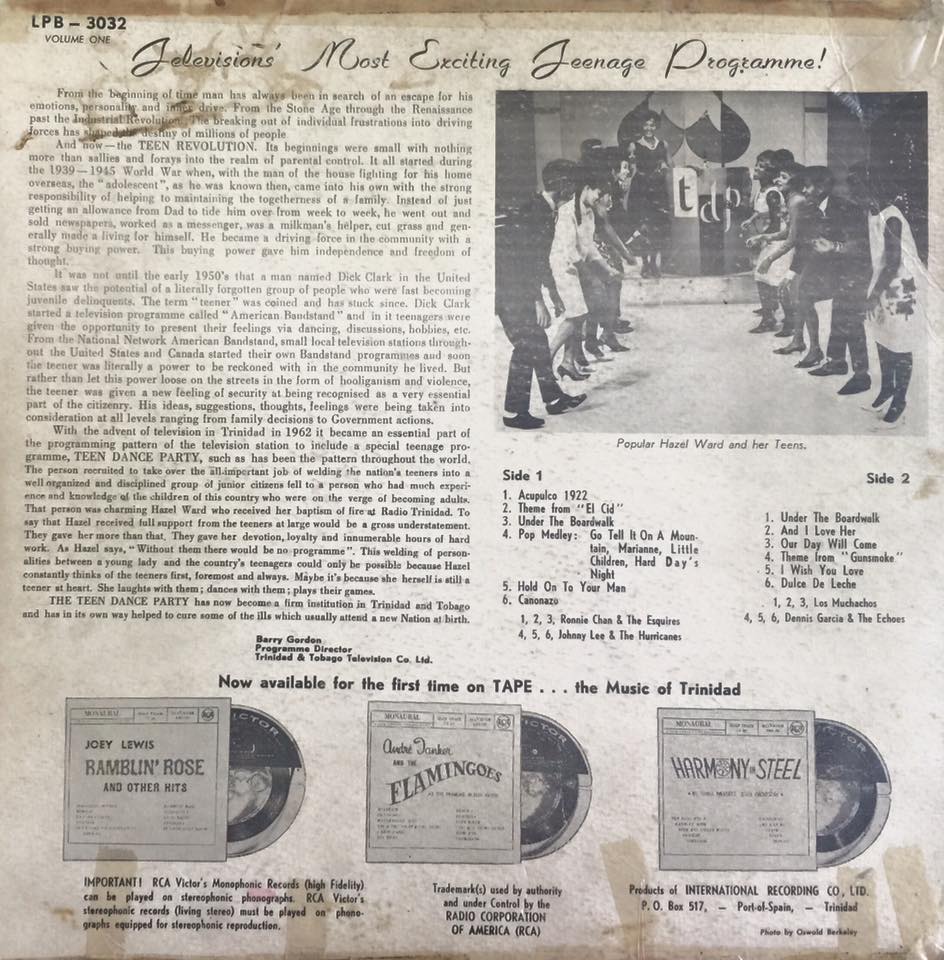 LPB – 3032
VOLUME ONE
Televisions' Most Exciting Teenage Programme!
From the beginning of time man has always been in search of an escape for his
emotions, personality and inner drive. From the Stone Age through the Renaissance
past the Industrial Revolution. The breaking out of individual frustrations into driving
forces has shaped the destiny of millions of people
And now — the TEEN REVOLUTION. Its beginnings were small with nothing
more than sallies and forays into the realm of parental control. It all started during
the 1939 — 1945 World War when, with the man of the house fighting for his home
overseas, the "adolescent", as he was known then, came into his own with the strong
responsibility of helping to maintaining the togetherness of a family. Instead of just
getting an allowance from Dad to tide him over from week to week, he went out and
sold newspapers, worked as a messenger, was a milkman's helper, cut grass and gen-
erally made a living for himself. He became a driving force in the community with a
strong buying power. This buying power gave him independence and freedom of
thought.
It was not until the early 1950's that a man named Dick Clark in the United
States saw the potential of a literally forgotten group of people who were fast becoming
juvenile delinquents. The term "teener" was coined and has stuck since. Dick Clark
started a television programme called "American Bandstand" and in it teenagers were
given the opportunity to present their feelings via dancing, discussions, hobbies, etc.
From the National Network American Bandstand, small local television stations through-
out the United States and Canada started their own Bandstand programmes and soon
the teener was literally a power to be reckoned with in the community he lived. But
rather than let this power loose on the streets in the form of hooliganism and violence,
the teener was given a new feeling of security at being recognised as a very essential
part of the citizenry. His ideas, suggestions, thoughts, feelings were being taken into
consideration at all levels ranging from family decisions to Government actions.
With the advent of television in Trinidad in 1962 it became an essential part of
the programming pattern of the television station to include a special teenage pro-
gramme, TEEN DANCE PARTY, such as has been the pattern throughout the world.
The person recruited to take over the all-important job of welding the nation's teeners into a
well organized and disciplined group of junior citizens fell to a person who had much experi-
ence and knowledge of the children of this country who were on the verge of becoming adults.
That person was charming Hazel Ward who received her baptism of fire at Radio Trinidad. To
say that Hazel received full support from the teeners at large would be a gross understatement.
They gave her more than that. They gave her devotion, loyalty and innumerable hours of hard
work. As Hazel says, "Without them there would be no programme". This welding of person-
alities between a young lady and the country's teenagers could only be possible because Hazel
constantly thinks of the teeners first, foremost and always. Maybe it's because she herself is still a
teener at heart. She laughs with them; dances with them; plays their games.
THE TEEN DANCE PARTY has now become a firm institution in Trinidad and Tobago
and has in its own way helped to cure some of the ills which usually attend a new Nation at birth.
Barry Gordon
Programme Director
Trinidad & Tobago Television Co. Ltd.
tdp
Popular Hazel Ward and her Teens.
Side 1
1. Acupulco 1922
2. Theme from "El Cid"
3. Under The Boardwalk
4. Pop Medley: Go Tell It On A Moun-
tain, Marianne, Little
Children, Hard Day's
Night
5. Hold On To Your Man
6. Canonazo
1, 2, 3, Ronnie Chan & The Esquires
4, 5, 6, Johnny Lee & The Hurricanes
Side 2
1. Under The Boardwalk
2. And I Love Her
3. Our Day Will Come
4. Theme from "Gunsmoke"
5. I Wish You Love
6. Dulce De Leche
1, 2, 3, Los Muchachos
4, 5, 6, Dennis Garcia & The Echoes
Now available for the first time on TAPE . . . the Music of Trinidad
MONAURAL
RCA
VICTOR
JOEY LEWIS
RAMBLIN' ROSE
AND OTHER HITS
MONAURAL
RCA
VICTOR
André Tanker
AND THE
FLAMINGOES
MONAURAL
RCA
VICTOR
HARMONY IN STEEL
IMPORTANT! RCA Victor's Monophonic Records (high Fidelity)
can be played on stereophonic phonographs. RCA Victor's
stereophonic records (living stereo) must be played on phono-
graphs equipped for stereophonic reproduction.
Trademark(s) used by authority
and under Control by the
RADIO CORPORATION
OF AMERICA (RCA)
Products of INTERNATIONAL RECORDING CO., LTD.
P. O. Box 517, — Port-of-Spain, — Trinidad
Photo by Oswold Berkeley